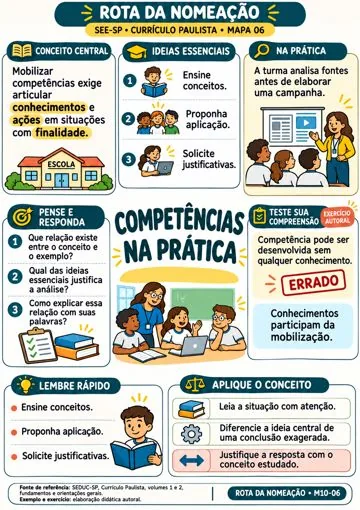 ROTA DA NOMEAÇÃO
SEE-SP • CURRÍCULO PAULISTA • MAPA 06
CONCEITO CENTRAL
Mobilizar
competências exige
articular
conhecimentos e
ações em situações
com finalidade.
ESCOLA
IDEIAS ESSENCIAIS
1
Ensine
conceitos.
2
Proponha
aplicação.
3
Solicite
justificativas.
NA PRÁTICA
A turma analisa fontes
antes de elaborar
uma campanha.
PENSE E
RESPONDA
1
Que relação existe
entre o conceito e
o exemplo?
2
Qual das ideias
essenciais justifica
a análise?
3
Como explicar essa
relação com suas
palavras?
COMPETÊNCIAS
NA PRÁTICA
TESTE SUA
COMPREENSÃO
EXERCÍCIO
AUTORAL
Competência pode ser
desenvolvida sem
qualquer conhecimento.
ERRADO
Conhecimentos
participam da
mobilização.
LEMBRE RÁPIDO
Ensine conceitos.
Proponha aplicação.
Solicite justificativas.
APLIQUE O CONCEITO
Leia a situação com atenção.
Diferencie a ideia central de
uma conclusão exagerada.
Justifique a resposta com o
conceito estudado.
Fonte de referência: SEDUC-SP, Currículo Paulista, volumes 1 e 2,
fundamentos e orientações gerais.
Exemplo e exercício: elaboração didática autoral.
ROTA DA NOMEAÇÃO • M10-06